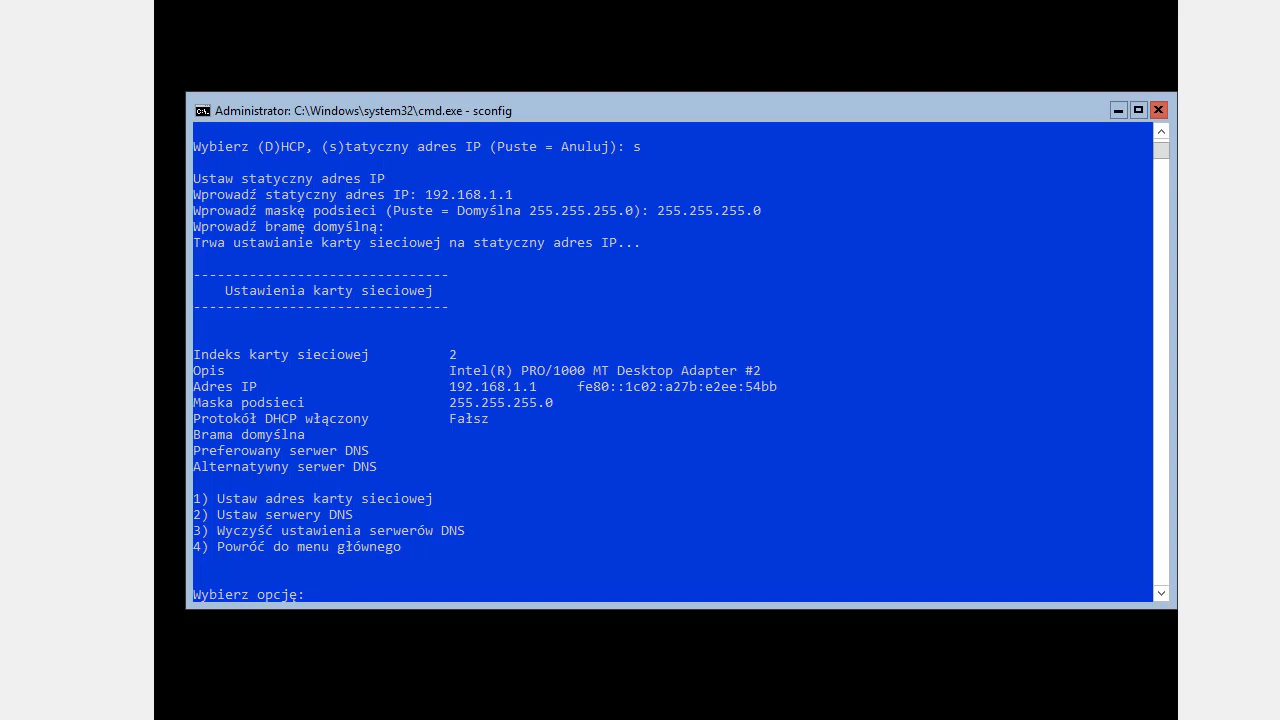 Administrator: C:\Windows\system32\cmd.exe - sconfig
Wybierz (D)HCP, (s)tatyczny adres IP (Puste = Anuluj): s
Ustaw statyczny adres IP
Wprowadź statyczny adres IP: 192.168.1.1
Wprowadź maskę podsieci (Puste = Domyślna 255.255.255.0): 255.255.255.0
Wprowadź bramę domyślną:
Trwa ustawianie karty sieciowej na statyczny adres IP...
--------------------------------
Ustawienia karty sieciowej
--------------------------------
Indeks karty sieciowej 2
Opis Intel(R) PRO/1000 MT Desktop Adapter #2
Adres IP 192.168.1.1 fe80::1c02:a27b:e2ee:54bb
Maska podsieci 255.255.255.0
Protokół DHCP włączony Fałsz
Brama domyślna
Preferowany serwer DNS
Alternatywny serwer DNS
1) Ustaw adres karty sieciowej
2) Ustaw serwery DNS
3) Wyczyść ustawienia serwerów DNS
4) Powróć do menu głównego
Wybierz opcję: